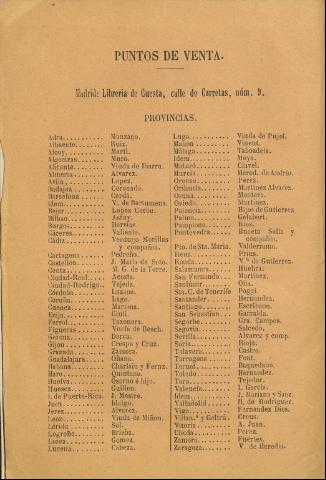 PUNTOS DE VENTA.
Madrid: Librería de Cuesta, calle de Carretas, núm. 9.
PROVINCIAS.
Adra......... Manzano.
Albacete...... Ruiz.
Alcoy......... Martí.
Algeciras...... Muro.
Alicante...... Viuda de Ibarra.
Almería...... Alvarez.
Avila......... Lopez.
Badajoz...... Coronado.
Barcelona...... Cerdá.
Idem......... V. de Bartumeus.
Bejar......... Lopez Coron.
Bilbao......... Astuy.
Burgos......... Hervias.
Cáceres...... Valiente.
Cádiz......... Verdugo Morillas
y compañía.
Cartagena...... Pedreño.
Castellon...... J. María de Soto.
Ceuta......... M. G. de la Torre.
Ciudad-Real... Acosta.
Ciudad-Rodrigo. Tejeda.
Córdoba...... Lozano.
Coruña......... Lago.
Cuenca......... Mariana.
Ecija......... Giuli.
Ferrol......... Taxonera.
Figueras...... Viuda de Bosch.
Gerona......... Dorca.
Gijon......... Crespo y Cruz.
Granada...... Zamora.
Guadalajara... Oñana.
Habana......... Charlain y Fernz.
Haro......... Quintana.
Huelva......... Osorno é hijo.
Huesca......... Guillen.
I. de Puerto-Rico. J. Mestre.
Jaen......... Idalgo.
Jerez......... Alvarez.
Leon......... Viuda de Miñon.
Lérida......... Sol.
Logroño...... Brieba.
Lorca......... Gomez.
Lucena......... Cabeza.
Lugo......... Viuda de Pujol.
Mahon......... Vinent.
Málaga......... Taboadela.
Idem......... Moya.
Mataró......... Clavel.
Murcia......... Hered. de Andrio.
Orense......... Perez.
Orihuela...... Martinez Alvarez.
Osuna......... Montero.
Oviedo......... Martinez.
Palencia...... Hijos de Gutierrez
Palma......... Gelabert.
Pamplona...... Rios.
Pontevedra... Buceta Solla y
compañía.
Pto. de Sta. María. Valderrama.
Reus......... Prius.
Ronda......... V.ª de Gutierrez.
Salamanca...... Huebra.
San Fernando... Martinez.
Sanlúcar...... Oña.
Sta. C. de Tenerife Poggi.
Santander...... Hernandez.
Santiago...... Escribano.
San Sebastian... Garralda.
Segorbe...... Gra. Campos.
Segovia...... Salcedo.
Sevilla......... Alvarez y comp.
Soria......... Rioja.
Talavera...... Castro.
Tarragona...... Font.
Teruel......... Baquedano.
Toledo......... Hernandez.
Toro......... Tejedor.
Valencia...... I. García.
Idem......... J. Mariana y Sanz.
Valladolid...... H. de Rodriguez.
Vigo......... Fernandez Dios.
Villan.ª y Geltrú. Creus.
Vitoria......... A. Juan.
Ubeda......... Perez.
Zamora......... Fuertes.
Zaragoza...... V. de Heredia.